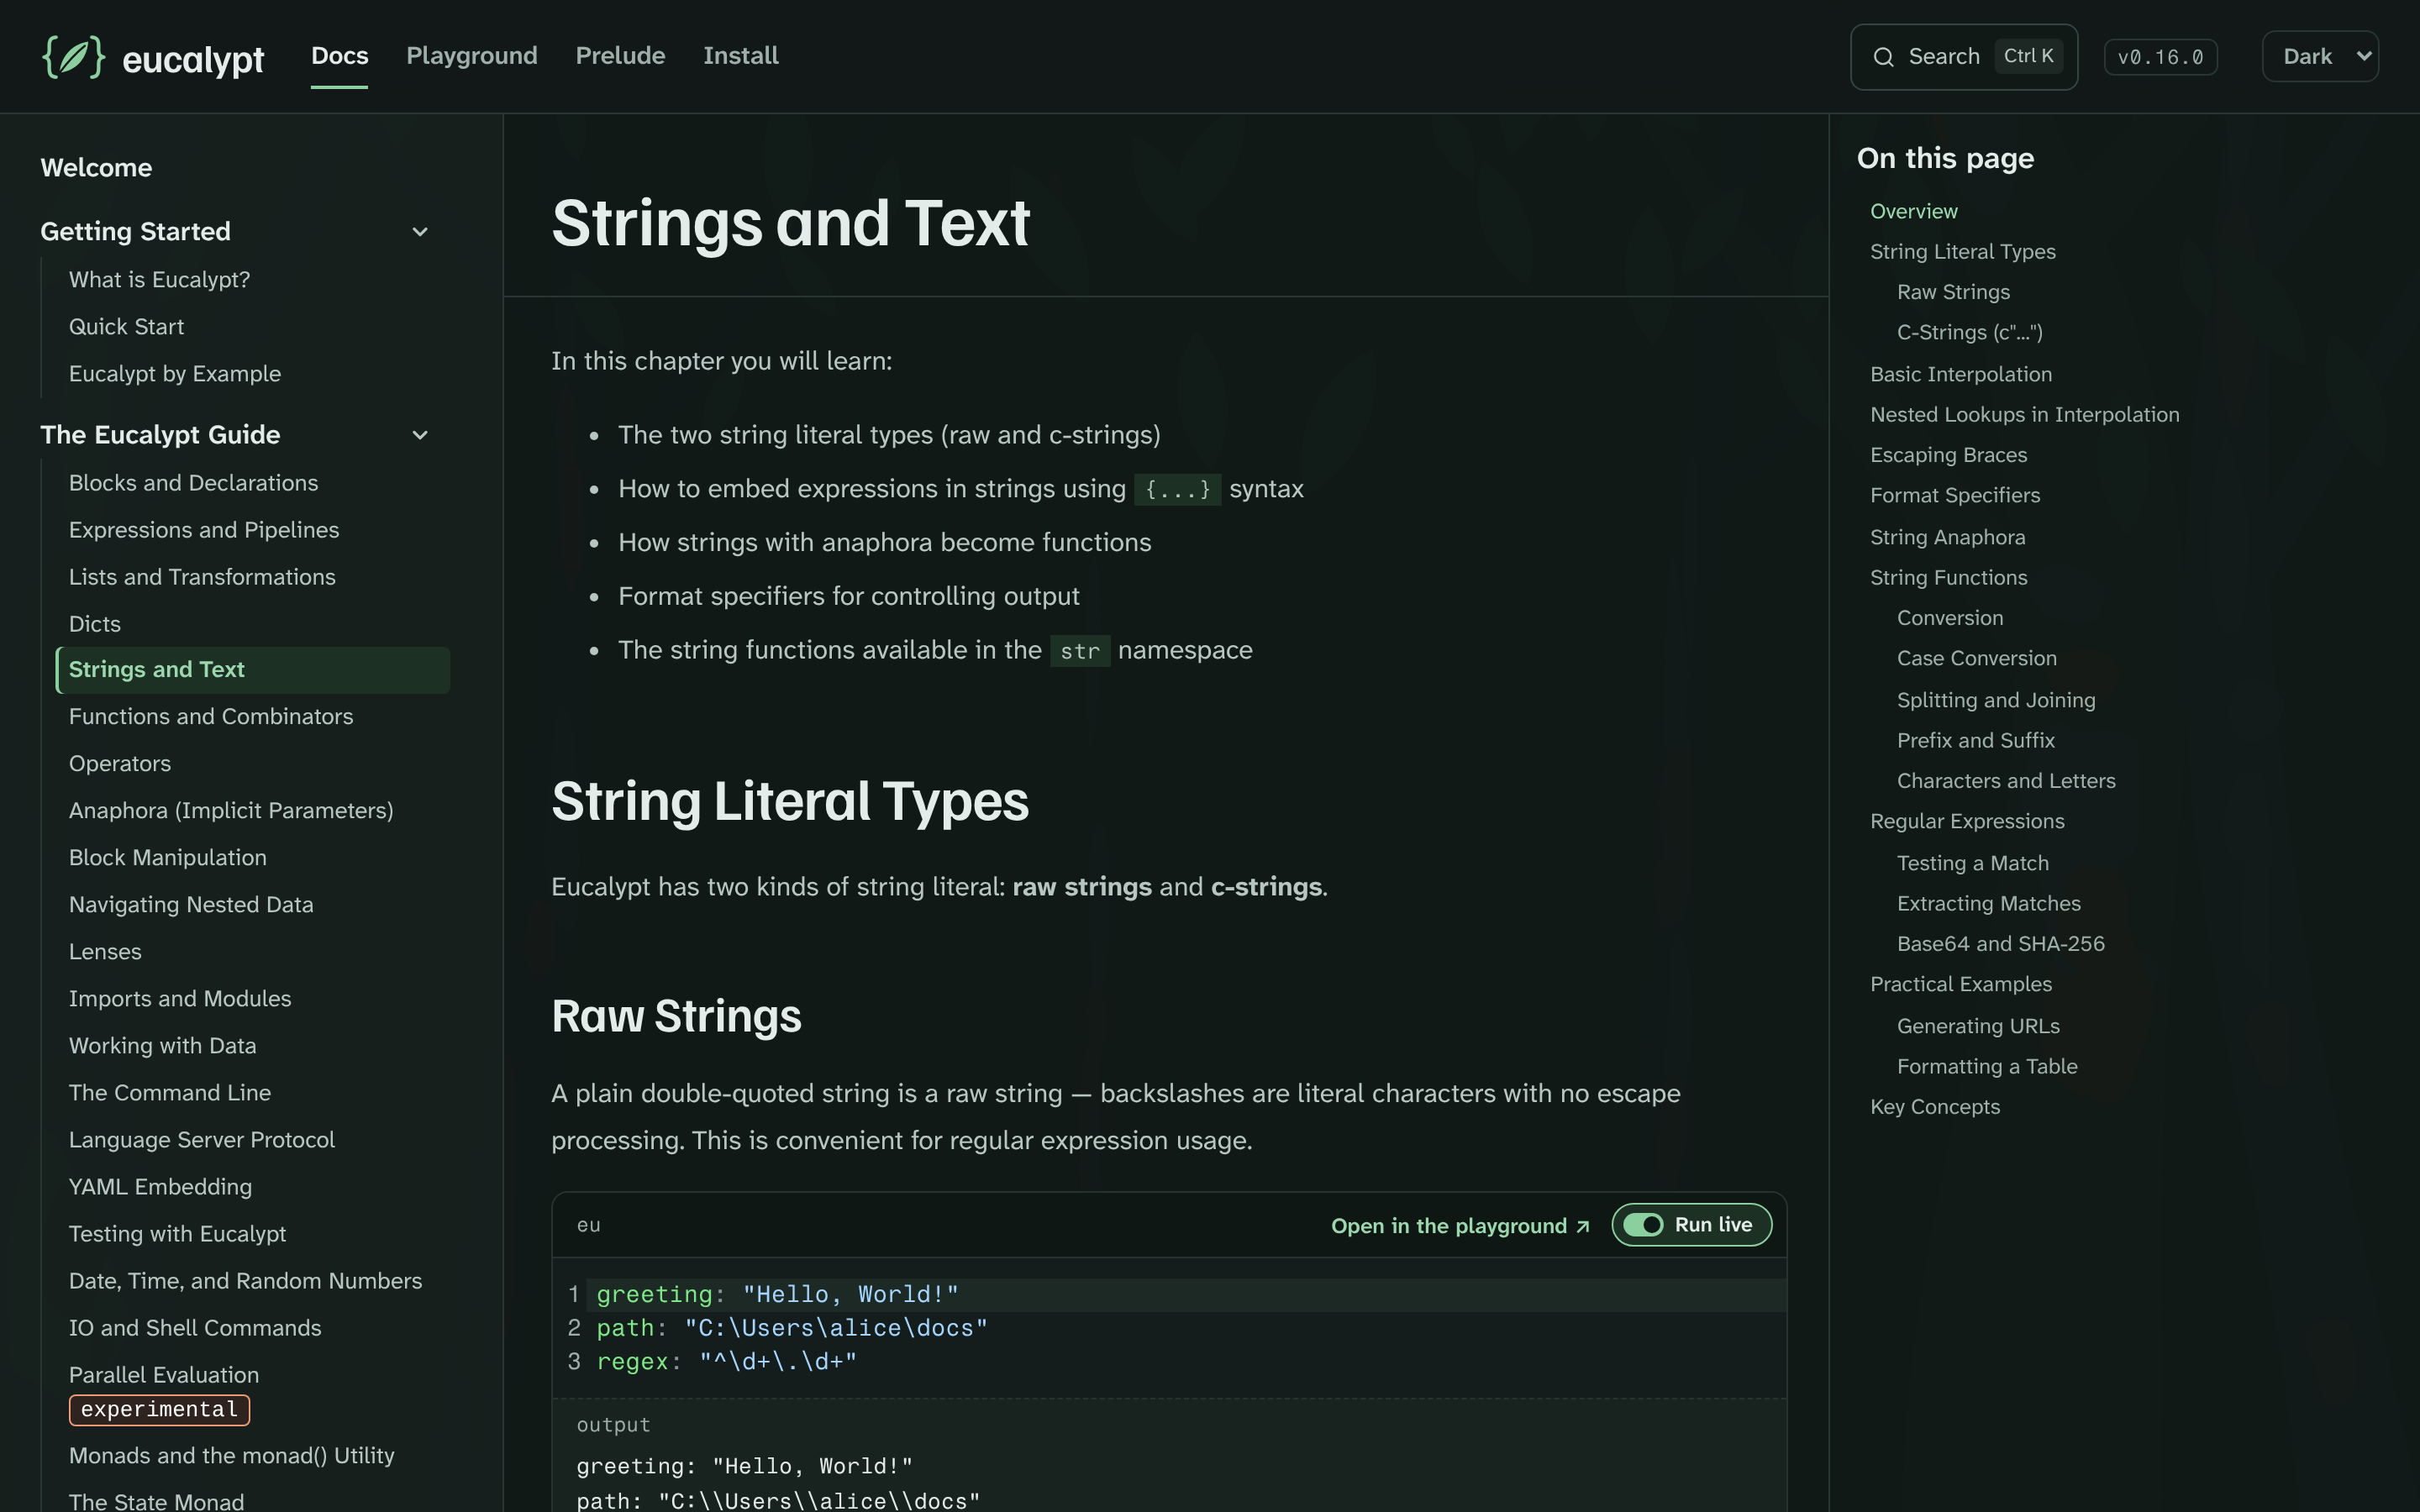 eucalypt
Docs
Playground
Prelude
Install
Search
Ctrl K
v0.16.0
Dark
Welcome
Getting Started
What is Eucalypt?
Quick Start
Eucalypt by Example
The Eucalypt Guide
Blocks and Declarations
Expressions and Pipelines
Lists and Transformations
Dicts
Strings and Text
Functions and Combinators
Operators
Anaphora (Implicit Parameters)
Block Manipulation
Navigating Nested Data
Lenses
Imports and Modules
Working with Data
The Command Line
Language Server Protocol
YAML Embedding
Testing with Eucalypt
Date, Time, and Random Numbers
IO and Shell Commands
Parallel Evaluation
experimental
Monads and the monad() Utility
The State Monad
Strings and Text
In this chapter you will learn:
• The two string literal types (raw and c-strings)
• How to embed expressions in strings using {...} syntax
• How strings with anaphora become functions
• Format specifiers for controlling output
• The string functions available in the str namespace
String Literal Types
Eucalypt has two kinds of string literal: raw strings and c-strings.
Raw Strings
A plain double-quoted string is a raw string — backslashes are literal characters with no escape
processing. This is convenient for regular expression usage.
eu
Open in the playground ↗
Run live
1 greeting: "Hello, World!"
2 path: "C:\Users\alice\docs"
3 regex: "^\d+\.\d+"
output
greeting: "Hello, World!"
path: "C:\\Users\\alice\\docs"
On this page
Overview
String Literal Types
Raw Strings
C-Strings (c"...")
Basic Interpolation
Nested Lookups in Interpolation
Escaping Braces
Format Specifiers
String Anaphora
String Functions
Conversion
Case Conversion
Splitting and Joining
Prefix and Suffix
Characters and Letters
Regular Expressions
Testing a Match
Extracting Matches
Base64 and SHA-256
Practical Examples
Generating URLs
Formatting a Table
Key Concepts